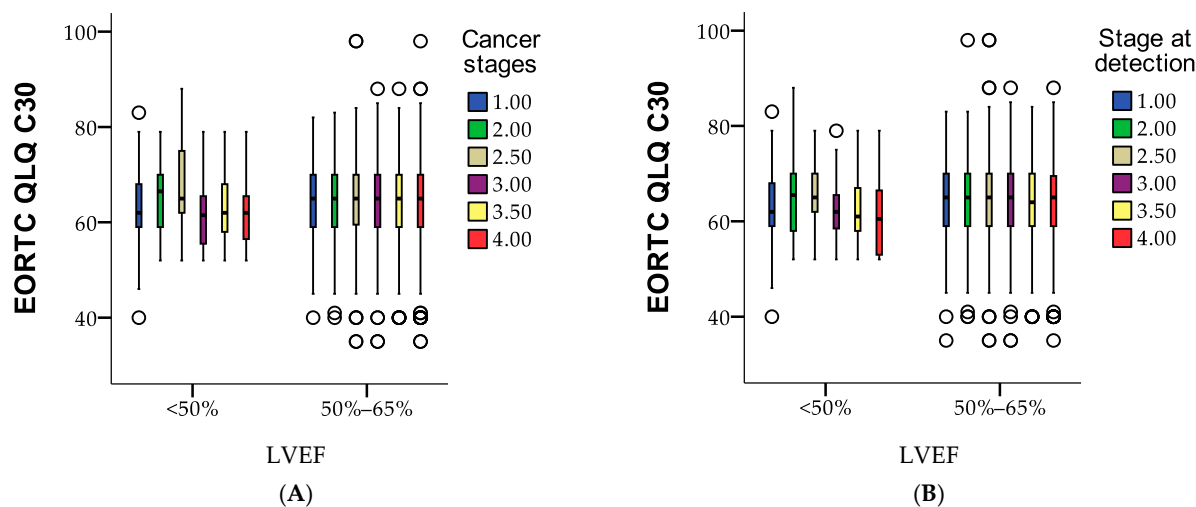 EORTC QLQ C30
100
80
60
40
<50%
50%–65%
LVEF
(A)
Cancer
stages
1.00
2.00
2.50
3.00
3.50
4.00
EORTC QLQ C30
100
80
60
40
<50%
50%–65%
LVEF
(B)
Stage at
detection
1.00
2.00
2.50
3.00
3.50
4.00